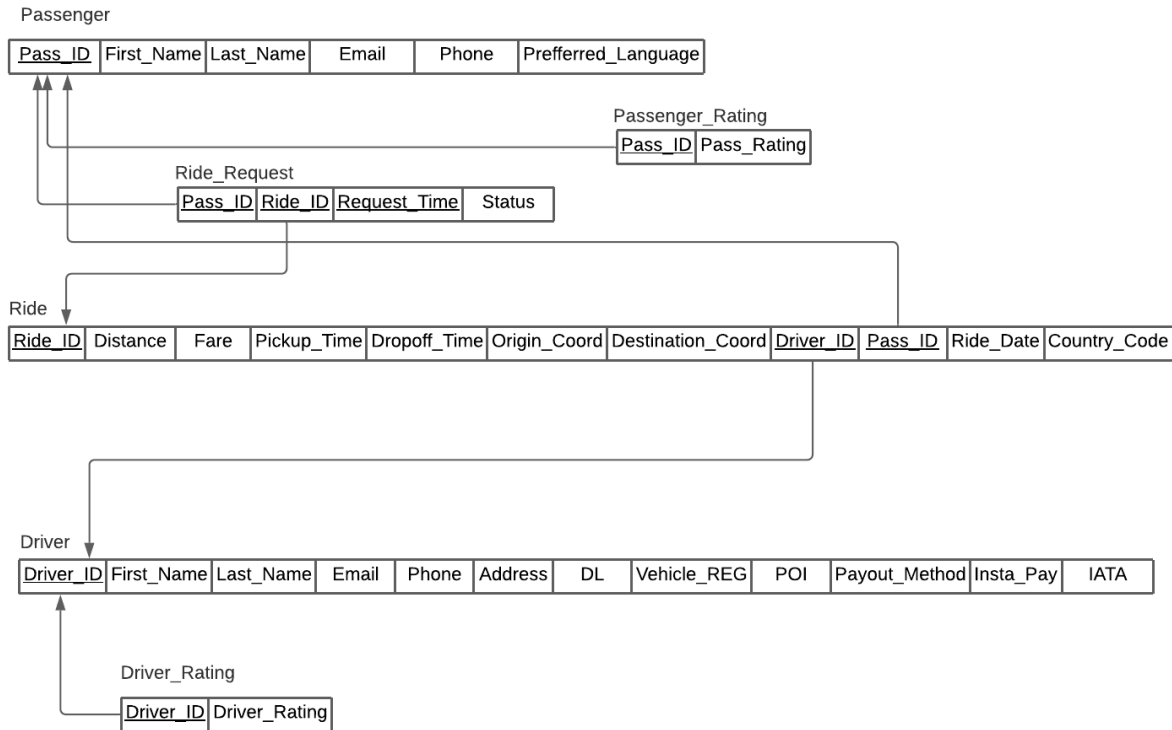 Passenger
Pass_ID First_Name Last_Name Email Phone Prefferred_Language
Passenger_Rating
Pass_ID Pass_Rating
Ride_Request
Pass_ID Ride_ID Request_Time Status
Ride
Ride_ID Distance Fare Pickup_Time Dropoff_Time Origin_Coord Destination_Coord Driver_ID Pass_ID Ride_Date Country_Code
Driver
Driver_ID First_Name Last_Name Email Phone Address DL Vehicle_REG POI Payout_Method Insta_Pay IATA
Driver_Rating
Driver_ID Driver_Rating